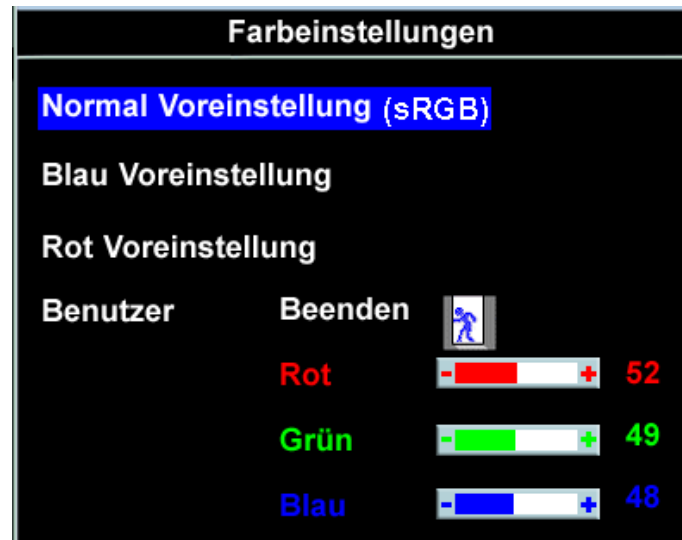 Farbeinstellungen
Normal Voreinstellung (sRGB)
Blau Voreinstellung
Rot Voreinstellung
Benutzer Beenden
Rot - + 52
Grün - + 49
Blau - + 48